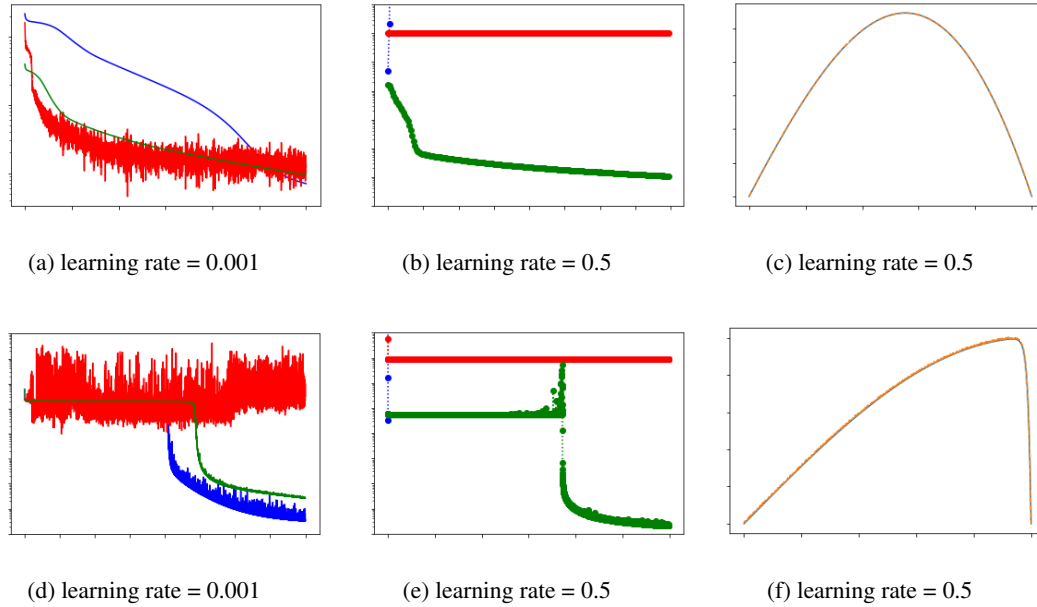 (a) learning rate = 0.001
(b) learning rate = 0.5
(c) learning rate = 0.5
(d) learning rate = 0.001
(e) learning rate = 0.5
(f) learning rate = 0.5